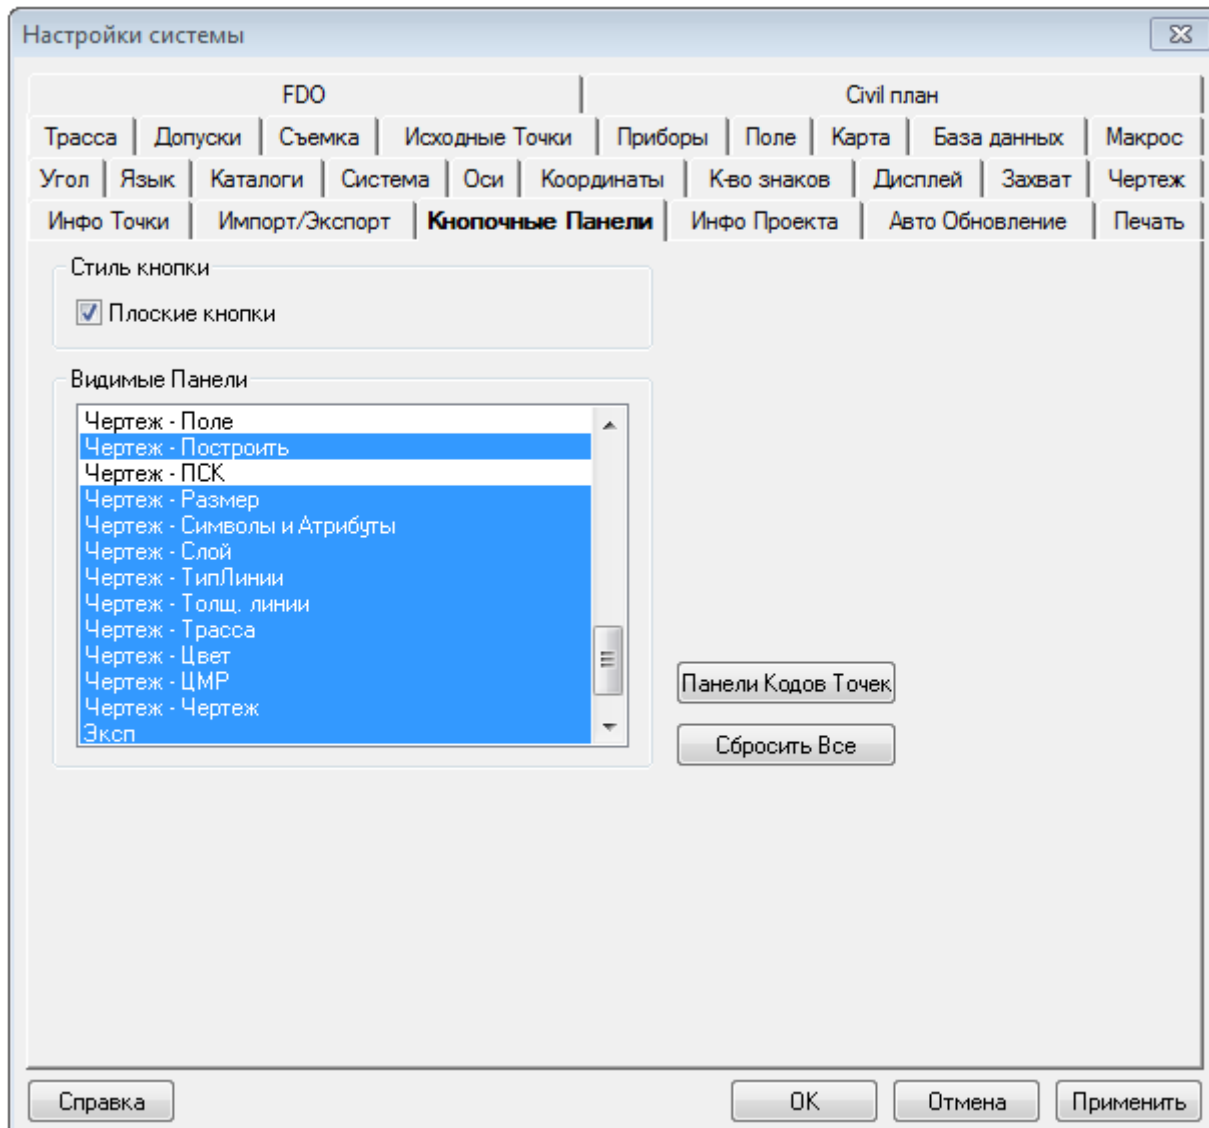 Настройки системы
FDO Civil план
Трасса Допуски Съемка Исходные Точки Приборы Поле Карта База данных Макрос
Угол Язык Каталоги Система Оси Координаты К-во знаков Дисплей Захват Чертеж
Инфо Точки Импорт/Экспорт Кнопочные Панели Инфо Проекта Авто Обновление Печать
Стиль кнопки
Плоские кнопки
Видимые Панели
Чертеж - Поле
Чертеж - Построить
Чертеж - ПСК
Чертеж - Размер
Чертеж - Символы и Атрибуты
Чертеж - Слой
Чертеж - ТипЛинии
Чертеж - Толщ. линии
Чертеж - Трасса
Чертеж - Цвет
Чертеж - ЦМР
Чертеж - Чертеж
Эксп
Панели Кодов Точек
Сбросить Все
Справка ОК Отмена Применить